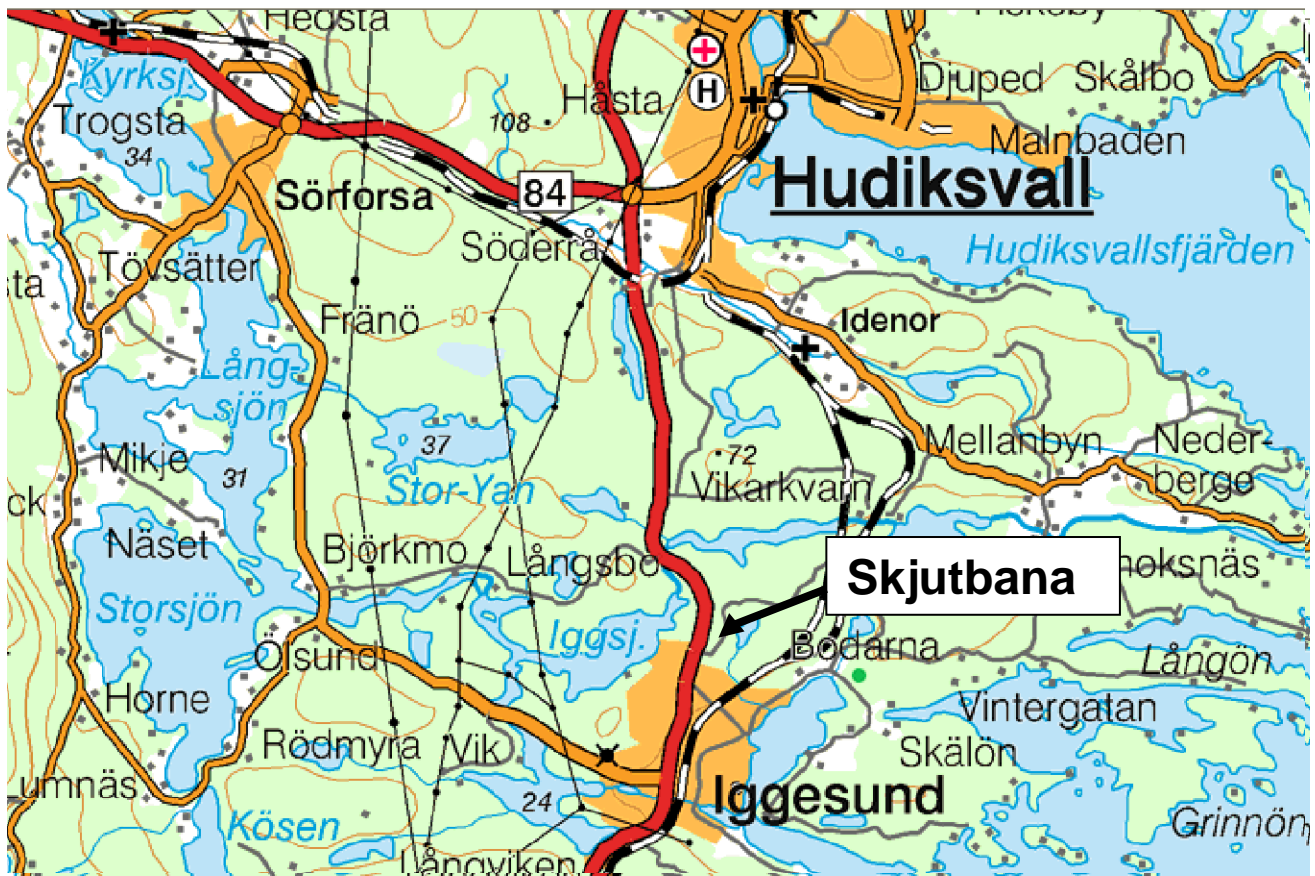 Hedsta
Kyrksj.
Trogsta
34
Håsta
108
H
Djuped
Skålbo
Malnbaden
Hudiksvall
Sörforsa
84
Söderrå
Hudiksvallsfjärden
Tövsätter
Fränö
50
Idenor
Lång-
sjön
Mikje
31
37
Stor-Yan
72
Vikarkvarn
Mellanbyn
Neder-
berge
Näset
Björkmo
Långsbo
Skjutbana
Storsjön
Iggsj.
Ölsund
Bodarna
Långön
Horne
Vintergatan
Rödmyra
Vik
Skälön
24
Iggesund
Kösen
Grinnön
Långviken